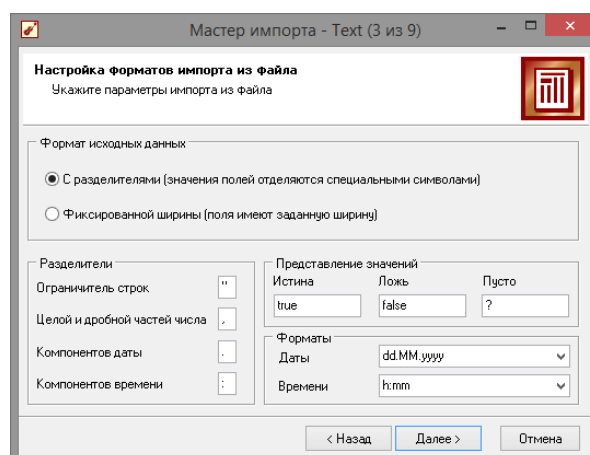 Мастер импорта - Text (3 из 9)
Настройка форматов импорта из файла
Укажите параметры импорта из файла
Формат исходных данных
С разделителями (значения полей отделяются специальными символами)
Фиксированной ширины (поля имеют заданную ширину)
Разделители
Ограничитель строк "
Целой и дробной частей числа ,
Компонентов даты .
Компонентов времени :
Представление значений
Истина Ложь Пусто
true false ?
Форматы
Даты dd.MM.yyyy
Времени h:mm
< Назад Далее > Отмена